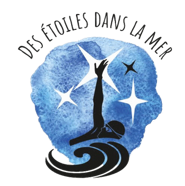 DES ÉTOILES DANS LA MER